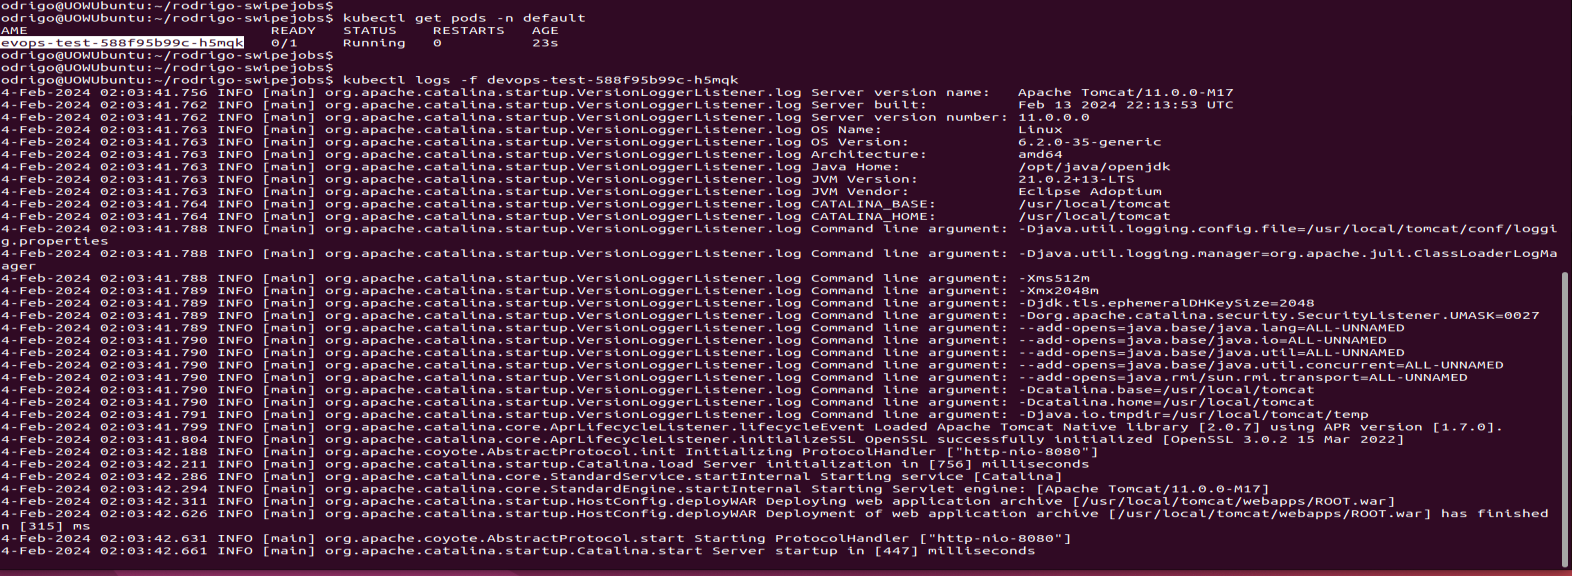 odrigo@UOWUbuntu:~/rodrigo-swipejobs$
odrigo@UOWUbuntu:~/rodrigo-swipejobs$ kubectl get pods -n default
AME READY STATUS RESTARTS AGE
evops-test-588f95b99c-h5mqk 0/1 Running 0 23s
odrigo@UOWUbuntu:~/rodrigo-swipejobs$
odrigo@UOWUbuntu:~/rodrigo-swipejobs$
odrigo@UOWUbuntu:~/rodrigo-swipejobs$ kubectl logs -f devops-test-588f95b99c-h5mqk
4-Feb-2024 02:03:41.756 INFO [main] org.apache.catalina.startup.VersionLoggerListener.log Server version name: Apache Tomcat/11.0.0-M17
4-Feb-2024 02:03:41.762 INFO [main] org.apache.catalina.startup.VersionLoggerListener.log Server built: Feb 13 2024 22:13:53 UTC
4-Feb-2024 02:03:41.762 INFO [main] org.apache.catalina.startup.VersionLoggerListener.log Server version number: 11.0.0.0
4-Feb-2024 02:03:41.763 INFO [main] org.apache.catalina.startup.VersionLoggerListener.log OS Name: Linux
4-Feb-2024 02:03:41.763 INFO [main] org.apache.catalina.startup.VersionLoggerListener.log OS Version: 6.2.0-35-generic
4-Feb-2024 02:03:41.763 INFO [main] org.apache.catalina.startup.VersionLoggerListener.log Architecture: amd64
4-Feb-2024 02:03:41.763 INFO [main] org.apache.catalina.startup.VersionLoggerListener.log Java Home: /opt/java/openjdk
4-Feb-2024 02:03:41.763 INFO [main] org.apache.catalina.startup.VersionLoggerListener.log JVM Version: 21.0.2+13-LTS
4-Feb-2024 02:03:41.763 INFO [main] org.apache.catalina.startup.VersionLoggerListener.log JVM Vendor: Eclipse Adoptium
4-Feb-2024 02:03:41.764 INFO [main] org.apache.catalina.startup.VersionLoggerListener.log CATALINA_BASE: /usr/local/tomcat
4-Feb-2024 02:03:41.764 INFO [main] org.apache.catalina.startup.VersionLoggerListener.log CATALINA_HOME: /usr/local/tomcat
4-Feb-2024 02:03:41.788 INFO [main] org.apache.catalina.startup.VersionLoggerListener.log Command line argument: -Djava.util.logging.config.file=/usr/local/tomcat/conf/loggi
g.properties
4-Feb-2024 02:03:41.788 INFO [main] org.apache.catalina.startup.VersionLoggerListener.log Command line argument: -Djava.util.logging.manager=org.apache.juli.ClassLoaderLogMa
ager
4-Feb-2024 02:03:41.788 INFO [main] org.apache.catalina.startup.VersionLoggerListener.log Command line argument: -Xms512m
4-Feb-2024 02:03:41.789 INFO [main] org.apache.catalina.startup.VersionLoggerListener.log Command line argument: -Xmx2048m
4-Feb-2024 02:03:41.789 INFO [main] org.apache.catalina.startup.VersionLoggerListener.log Command line argument: -Djdk.tls.ephemeralDHKeySize=2048
4-Feb-2024 02:03:41.789 INFO [main] org.apache.catalina.startup.VersionLoggerListener.log Command line argument: -Dorg.apache.catalina.security.SecurityListener.UMASK=0027
4-Feb-2024 02:03:41.789 INFO [main] org.apache.catalina.startup.VersionLoggerListener.log Command line argument: --add-opens=java.base/java.lang=ALL-UNNAMED
4-Feb-2024 02:03:41.790 INFO [main] org.apache.catalina.startup.VersionLoggerListener.log Command line argument: --add-opens=java.base/java.io=ALL-UNNAMED
4-Feb-2024 02:03:41.790 INFO [main] org.apache.catalina.startup.VersionLoggerListener.log Command line argument: --add-opens=java.base/java.util=ALL-UNNAMED
4-Feb-2024 02:03:41.790 INFO [main] org.apache.catalina.startup.VersionLoggerListener.log Command line argument: --add-opens=java.base/java.util.concurrent=ALL-UNNAMED
4-Feb-2024 02:03:41.790 INFO [main] org.apache.catalina.startup.VersionLoggerListener.log Command line argument: --add-opens=java.rmi/sun.rmi.transport=ALL-UNNAMED
4-Feb-2024 02:03:41.790 INFO [main] org.apache.catalina.startup.VersionLoggerListener.log Command line argument: -Dcatalina.base=/usr/local/tomcat
4-Feb-2024 02:03:41.790 INFO [main] org.apache.catalina.startup.VersionLoggerListener.log Command line argument: -Dcatalina.home=/usr/local/tomcat
4-Feb-2024 02:03:41.791 INFO [main] org.apache.catalina.startup.VersionLoggerListener.log Command line argument: -Djava.io.tmpdir=/usr/local/tomcat/temp
4-Feb-2024 02:03:41.799 INFO [main] org.apache.catalina.core.AprLifecycleListener.lifecycleEvent Loaded Apache Tomcat Native library [2.0.7] using APR version [1.7.0].
4-Feb-2024 02:03:41.804 INFO [main] org.apache.catalina.core.AprLifecycleListener.initializeSSL OpenSSL successfully initialized [OpenSSL 3.0.2 15 Mar 2022]
4-Feb-2024 02:03:42.188 INFO [main] org.apache.coyote.AbstractProtocol.init Initializing ProtocolHandler ["http-nio-8080"]
4-Feb-2024 02:03:42.211 INFO [main] org.apache.catalina.startup.Catalina.load Server initialization in [756] milliseconds
4-Feb-2024 02:03:42.286 INFO [main] org.apache.catalina.core.StandardService.startInternal Starting service [Catalina]
4-Feb-2024 02:03:42.294 INFO [main] org.apache.catalina.core.StandardEngine.startInternal Starting Servlet engine: [Apache Tomcat/11.0.0-M17]
4-Feb-2024 02:03:42.311 INFO [main] org.apache.catalina.startup.HostConfig.deployWAR Deploying web application archive [/usr/local/tomcat/webapps/ROOT.war]
4-Feb-2024 02:03:42.626 INFO [main] org.apache.catalina.startup.HostConfig.deployWAR Deployment of web application archive [/usr/local/tomcat/webapps/ROOT.war] has finished
n [315] ms
4-Feb-2024 02:03:42.631 INFO [main] org.apache.coyote.AbstractProtocol.start Starting ProtocolHandler ["http-nio-8080"]
4-Feb-2024 02:03:42.661 INFO [main] org.apache.catalina.startup.Catalina.start Server startup in [447] milliseconds